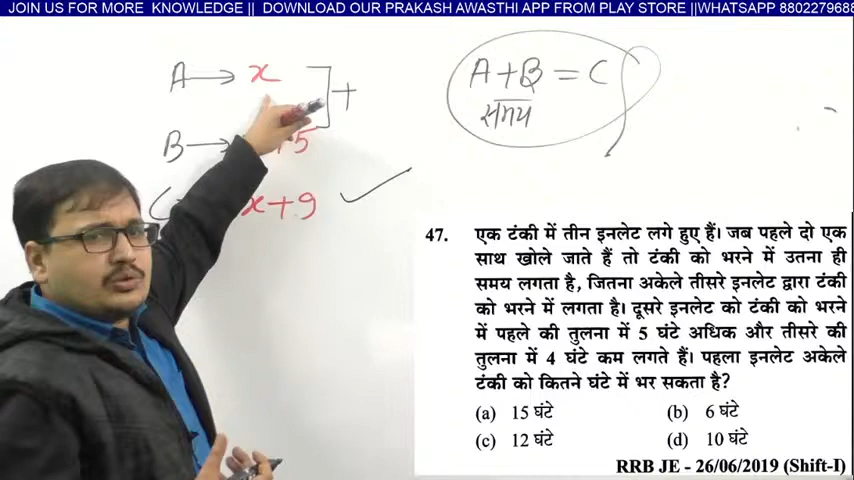 JOIN US FOR MORE KNOWLEDGE || DOWNLOAD OUR PRAKASH AWASTHI APP FROM PLAY STORE ||WHATSAPP 8802279688
A → x
B → + 5
C x + 9 ✓
+
A + B = C
समय
47. एक टंकी में तीन इनलेट लगे हुए हैं। जब पहले दो एक
साथ खोले जाते हैं तो टंकी को भरने में उतना ही
समय लगता है, जितना अकेले तीसरे इनलेट द्वारा टंकी
को भरने में लगता है। दूसरे इनलेट को टंकी को भरने
में पहले की तुलना में 5 घंटे अधिक और तीसरे की
तुलना में 4 घंटे कम लगते हैं। पहला इनलेट अकेले
टंकी को कितने घंटे में भर सकता है?
(a) 15 घंटे (b) 6 घंटे
(c) 12 घंटे (d) 10 घंटे
RRB JE - 26/06/2019 (Shift-I)